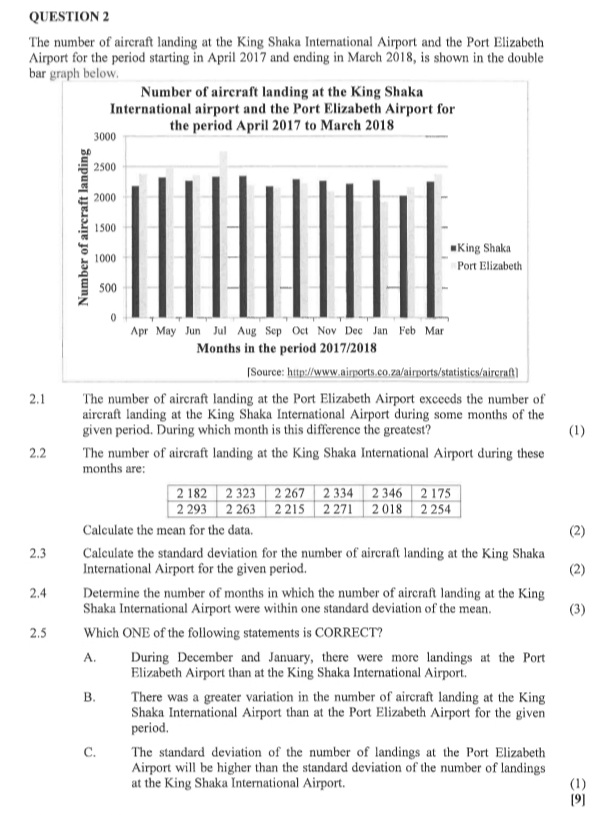 QUESTION 2
The number of aircraft landing at the King Shaka International Airport and the Port Elizabeth
Airport for the period starting in April 2017 and ending in March 2018, is shown in the double
bar graph below.
Number of aircraft landing at the King Shaka
International airport and the Port Elizabeth Airport for
the period April 2017 to March 2018
Number of aircraft landing
3000
2500
2000
1500
1000
500
0
■King Shaka
Port Elizabeth
Apr May Jun Jul Aug Sep Oct Nov Dec Jan Feb Mar
Months in the period 2017/2018
[Source: http://www.airports.co.za/airports/statistics/aircraft]
2.1 The number of aircraft landing at the Port Elizabeth Airport exceeds the number of
aircraft landing at the King Shaka International Airport during some months of the
given period. During which month is this difference the greatest? (1)
2.2 The number of aircraft landing at the King Shaka International Airport during these
months are:
2 182 2 323 2 267 2 334 2 346 2 175
2 293 2 263 2 215 2 271 2 018 2 254
Calculate the mean for the data. (2)
2.3 Calculate the standard deviation for the number of aircraft landing at the King Shaka
International Airport for the given period. (2)
2.4 Determine the number of months in which the number of aircraft landing at the King
Shaka International Airport were within one standard deviation of the mean. (3)
2.5 Which ONE of the following statements is CORRECT?
A. During December and January, there were more landings at the Port
Elizabeth Airport than at the King Shaka International Airport.
B. There was a greater variation in the number of aircraft landing at the King
Shaka International Airport than at the Port Elizabeth Airport for the given
period.
C. The standard deviation of the number of landings at the Port Elizabeth
Airport will be higher than the standard deviation of the number of landings
at the King Shaka International Airport. (1)
[9]